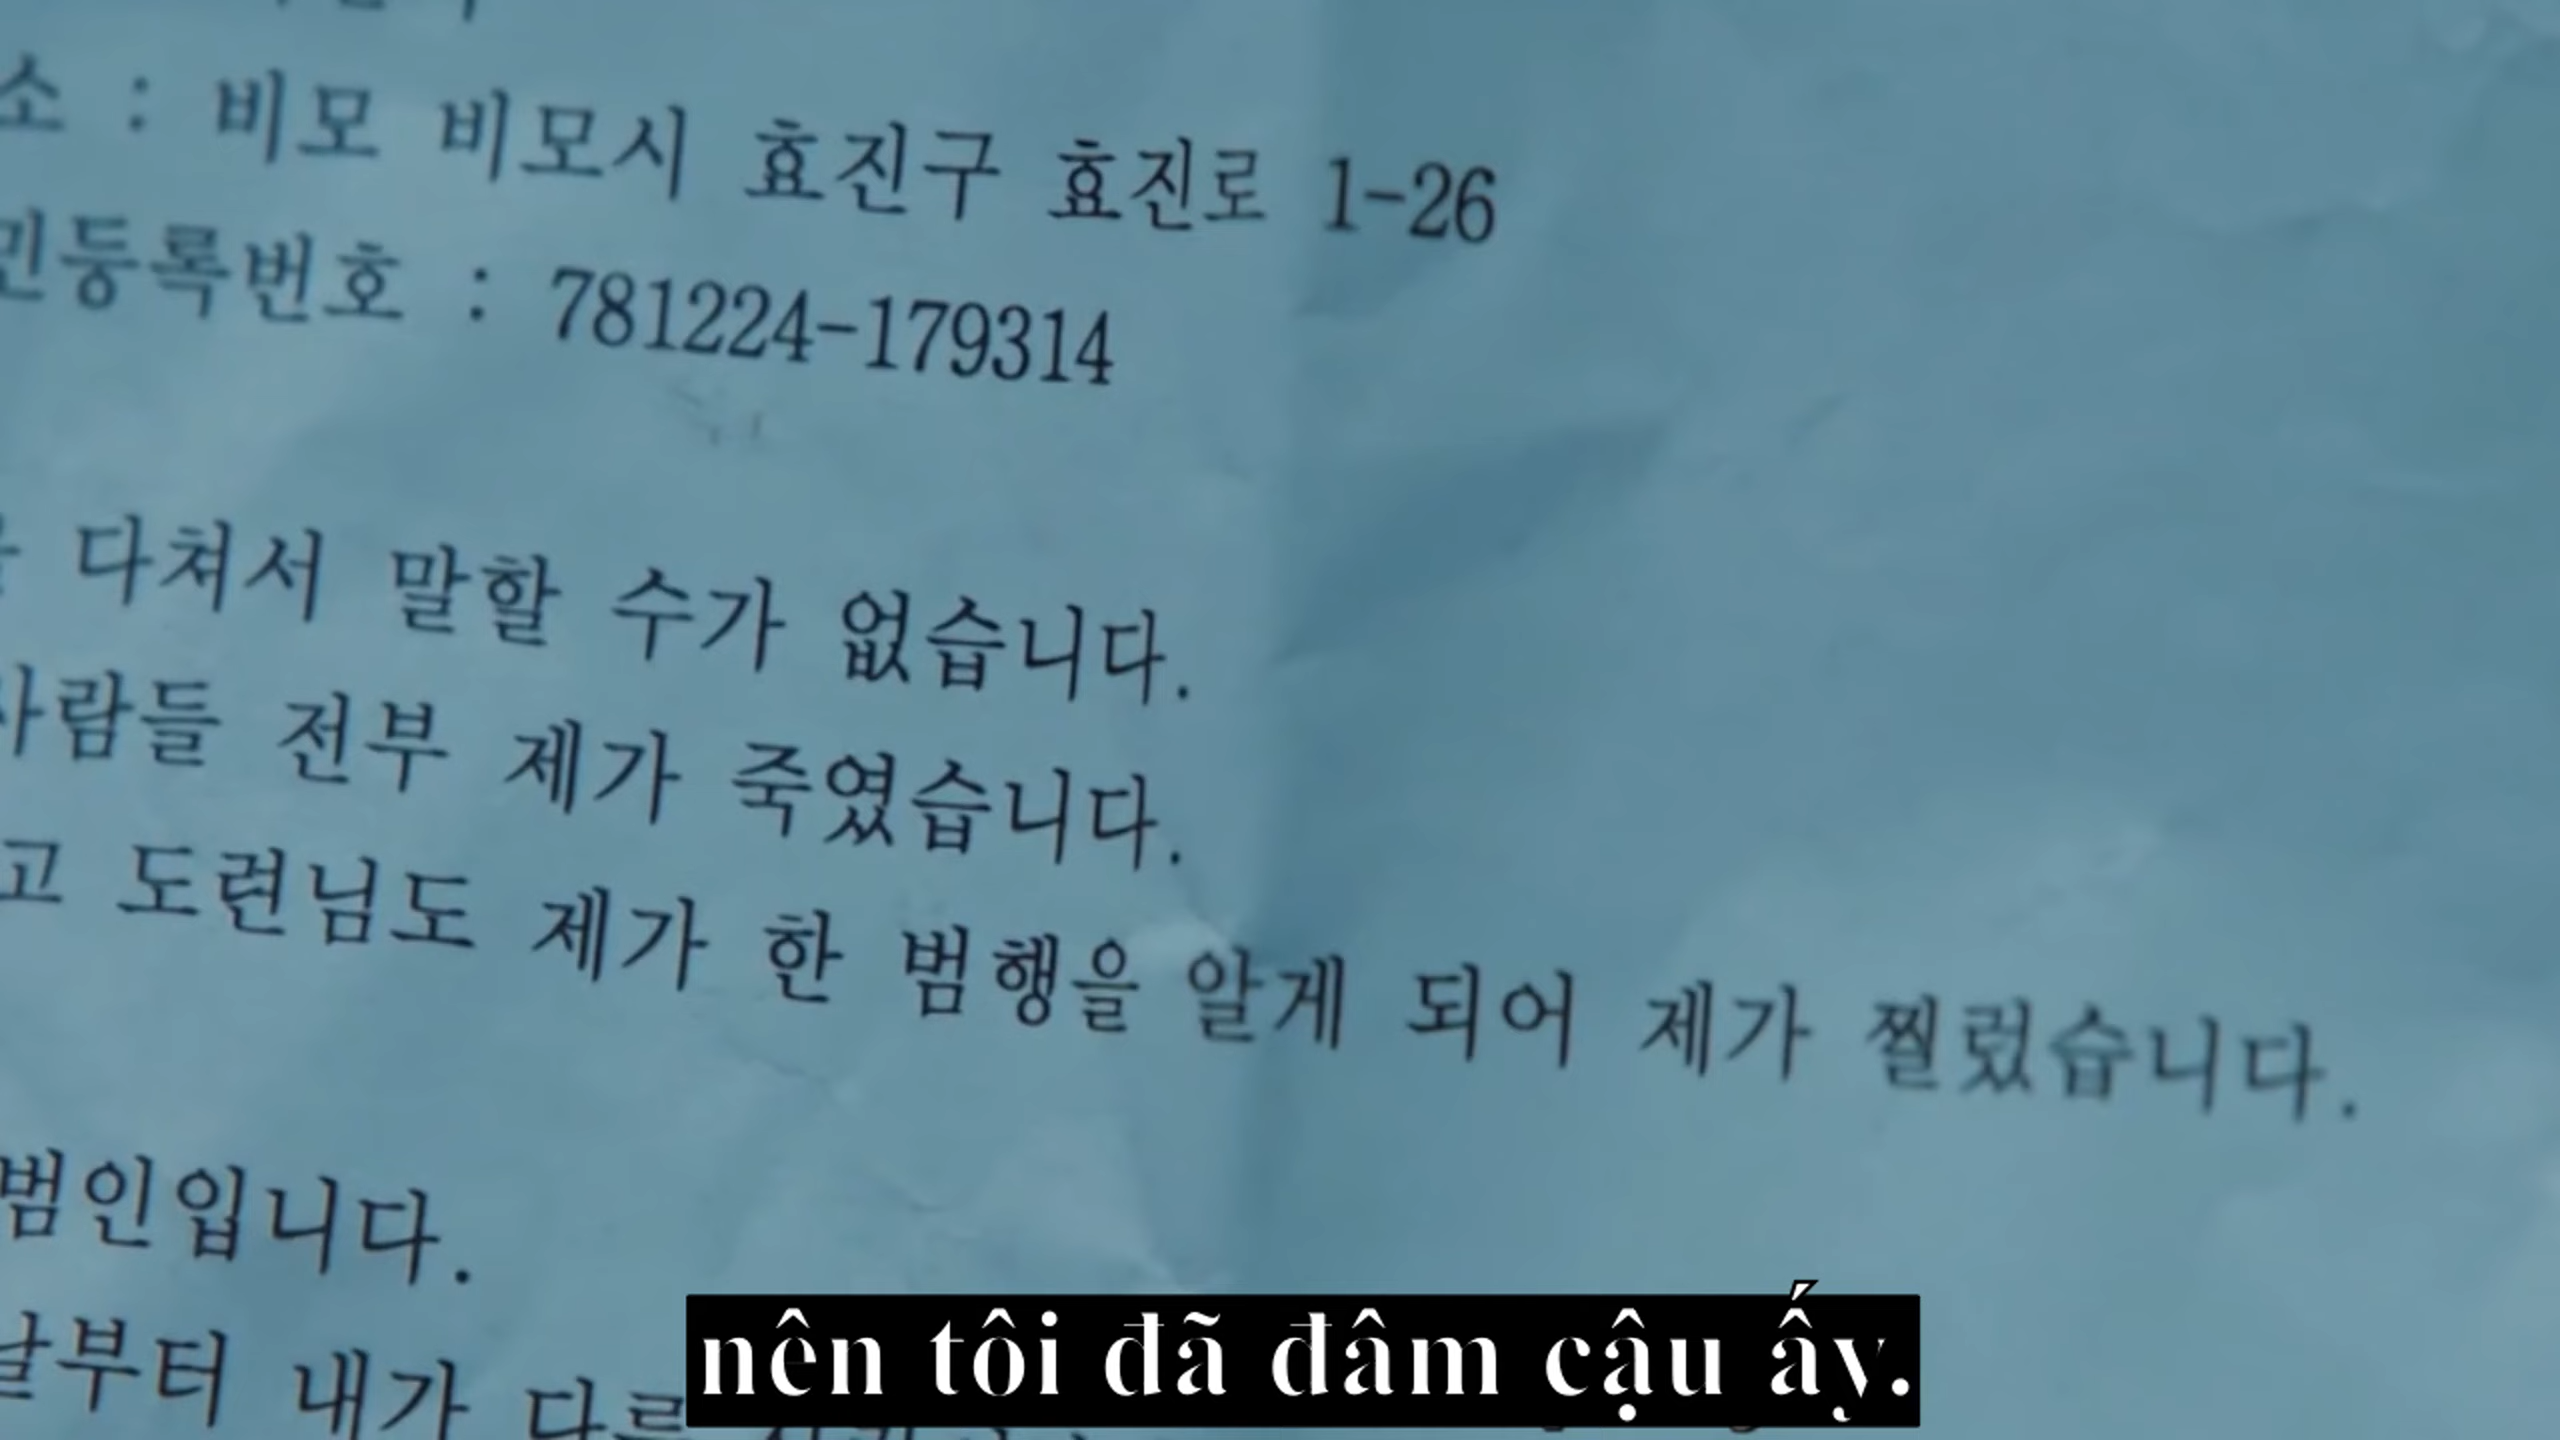 소 : 비모 비모시 효진구 효진로 1-26
민등록번호 : 781224-179314
다쳐서 말할 수가 없습니다.
사람들 전부 제가 죽였습니다.
고 도련님도 제가 한 범행을 알게 되어 제가 찔렀습니다.
범인입니다.
날부터 내가 다른
nên tôi đã đâm cậu ấy.